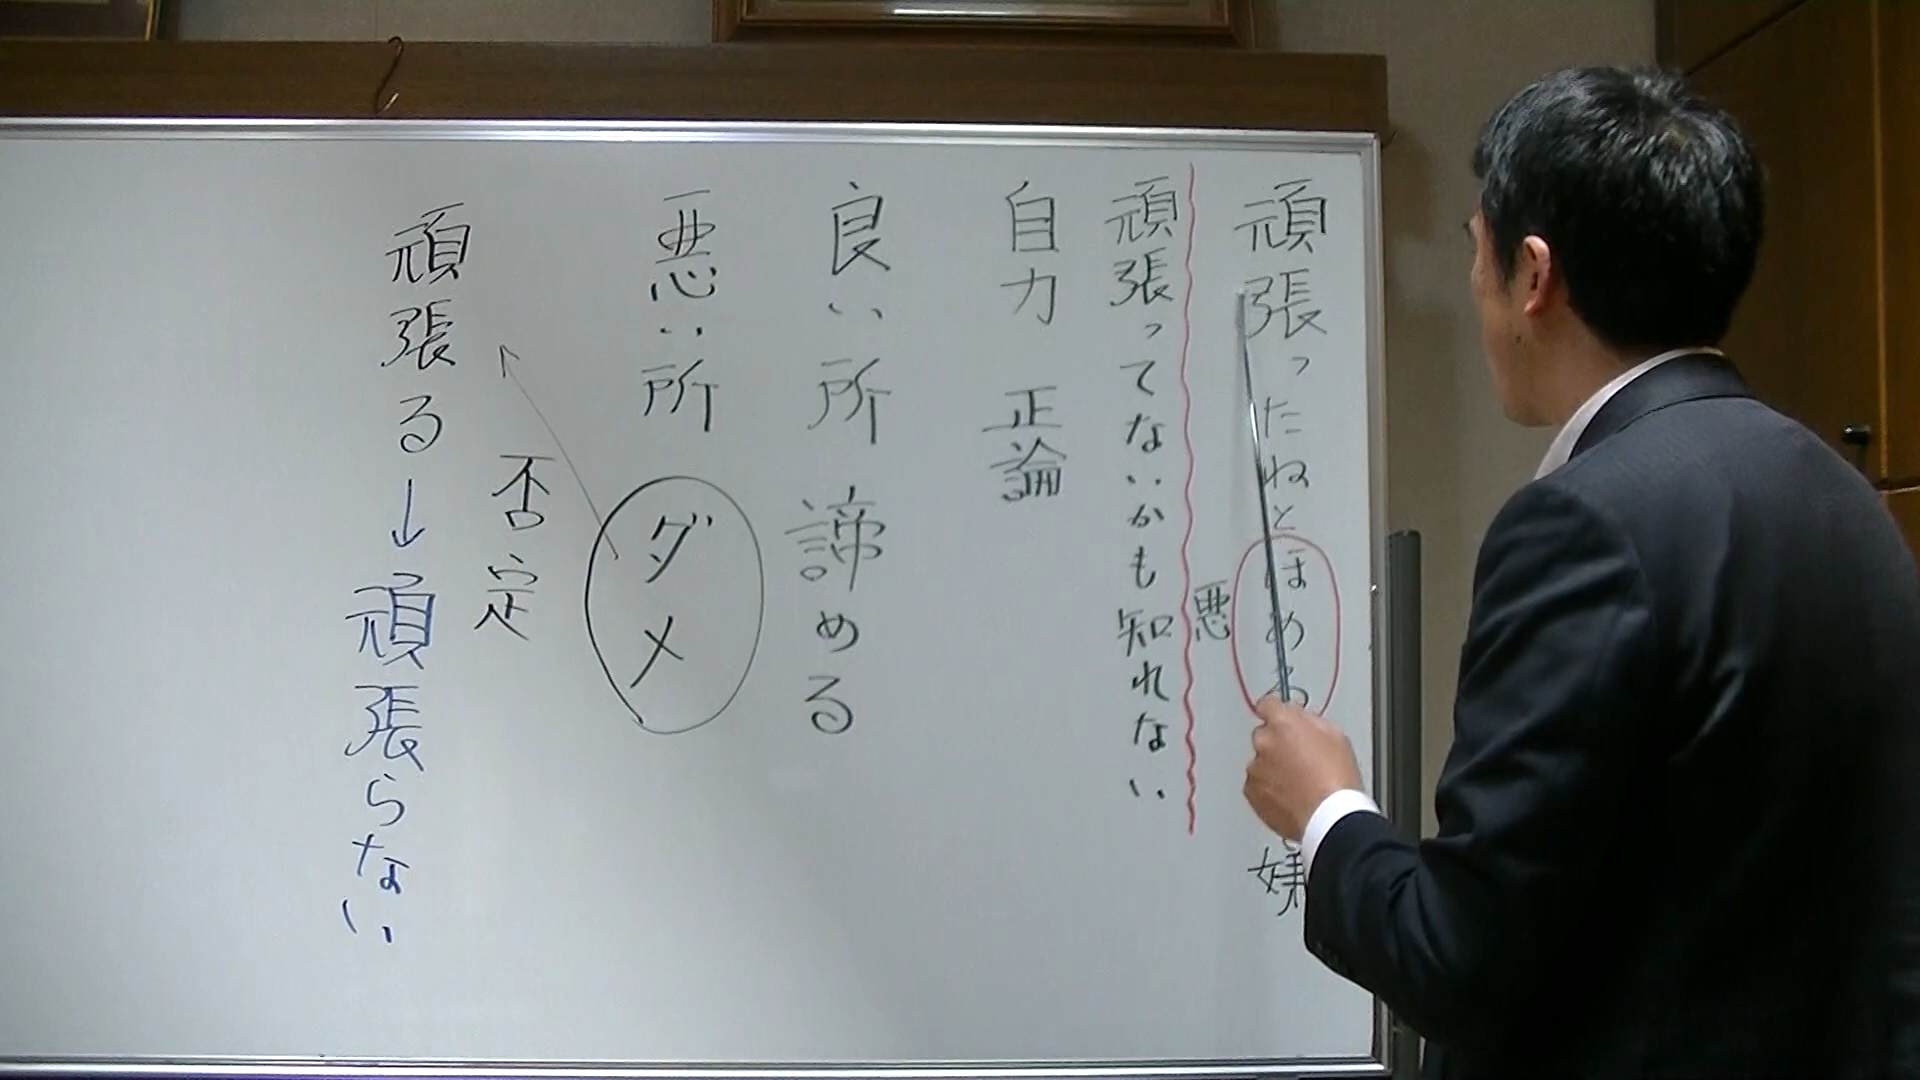 頑張ったねとほめる
嫌
悪
頑張ってないかも知れない
自力 正論
良い所 諦める
悪い所 ダメ
否定
頑張る→頑張らない